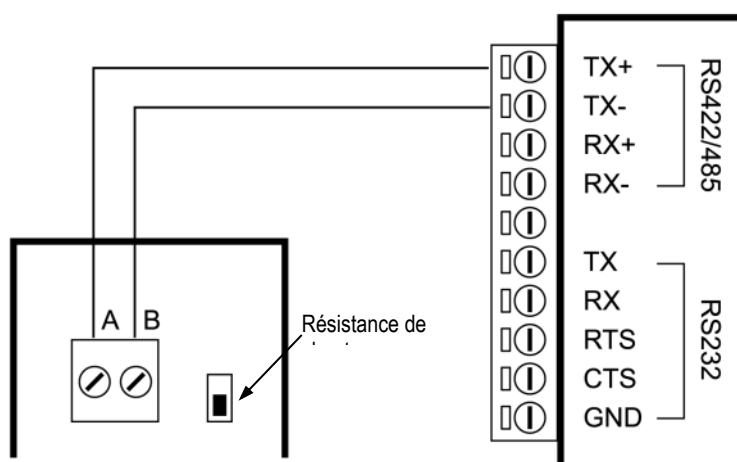 TX+
TX-
RX+
RX-
RS422/485
TX
RX
RTS
CTS
GND
RS232
A B
Résistance de